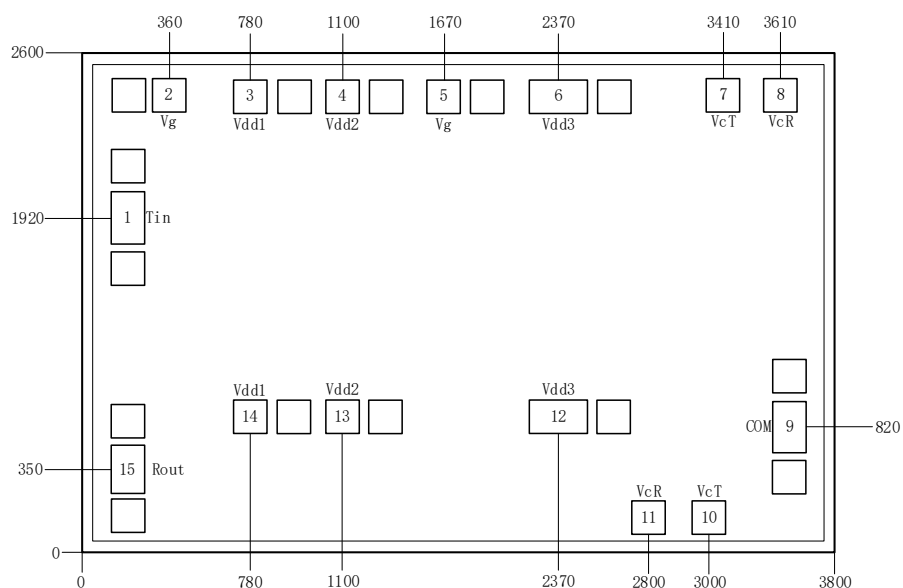 360 780 1100 1670 2370 3410 3610
2600
2 3 4 5 6 7 8
Vg Vdd1 Vdd2 Vg Vdd3 VcT VcR
1920 1 Tin
Vdd1 Vdd2 Vdd3
14 13 12 COM 9 820
350 15 Rout
VcR VcT
11 10
0
0 780 1100 2370 2800 3000 3800